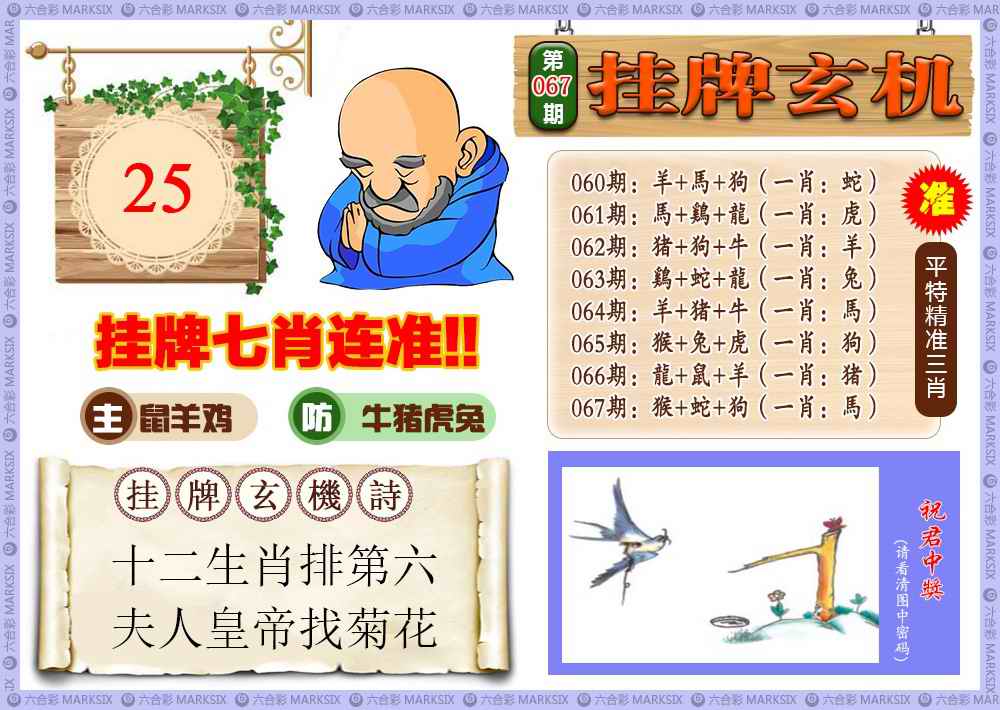 六合彩 MARKSIX
25
挂牌七肖连准!!
主 鼠羊鸡
防 牛猪虎兔
挂牌玄機詩
十二生肖排第六
夫人皇帝找菊花
第067期
挂牌玄机
060期：羊+馬+狗（一肖：蛇）
061期：馬+鷄+龍（一肖：虎）
062期：猪+狗+牛（一肖：羊）
063期：鷄+蛇+龍（一肖：兔）
064期：羊+猪+牛（一肖：馬）
065期：猴+兔+虎（一肖：狗）
066期：龍+鼠+羊（一肖：猪）
067期：猴+蛇+狗（一肖：馬）
准
平特精准三肖
祝君中獎
（请看清图中密码）